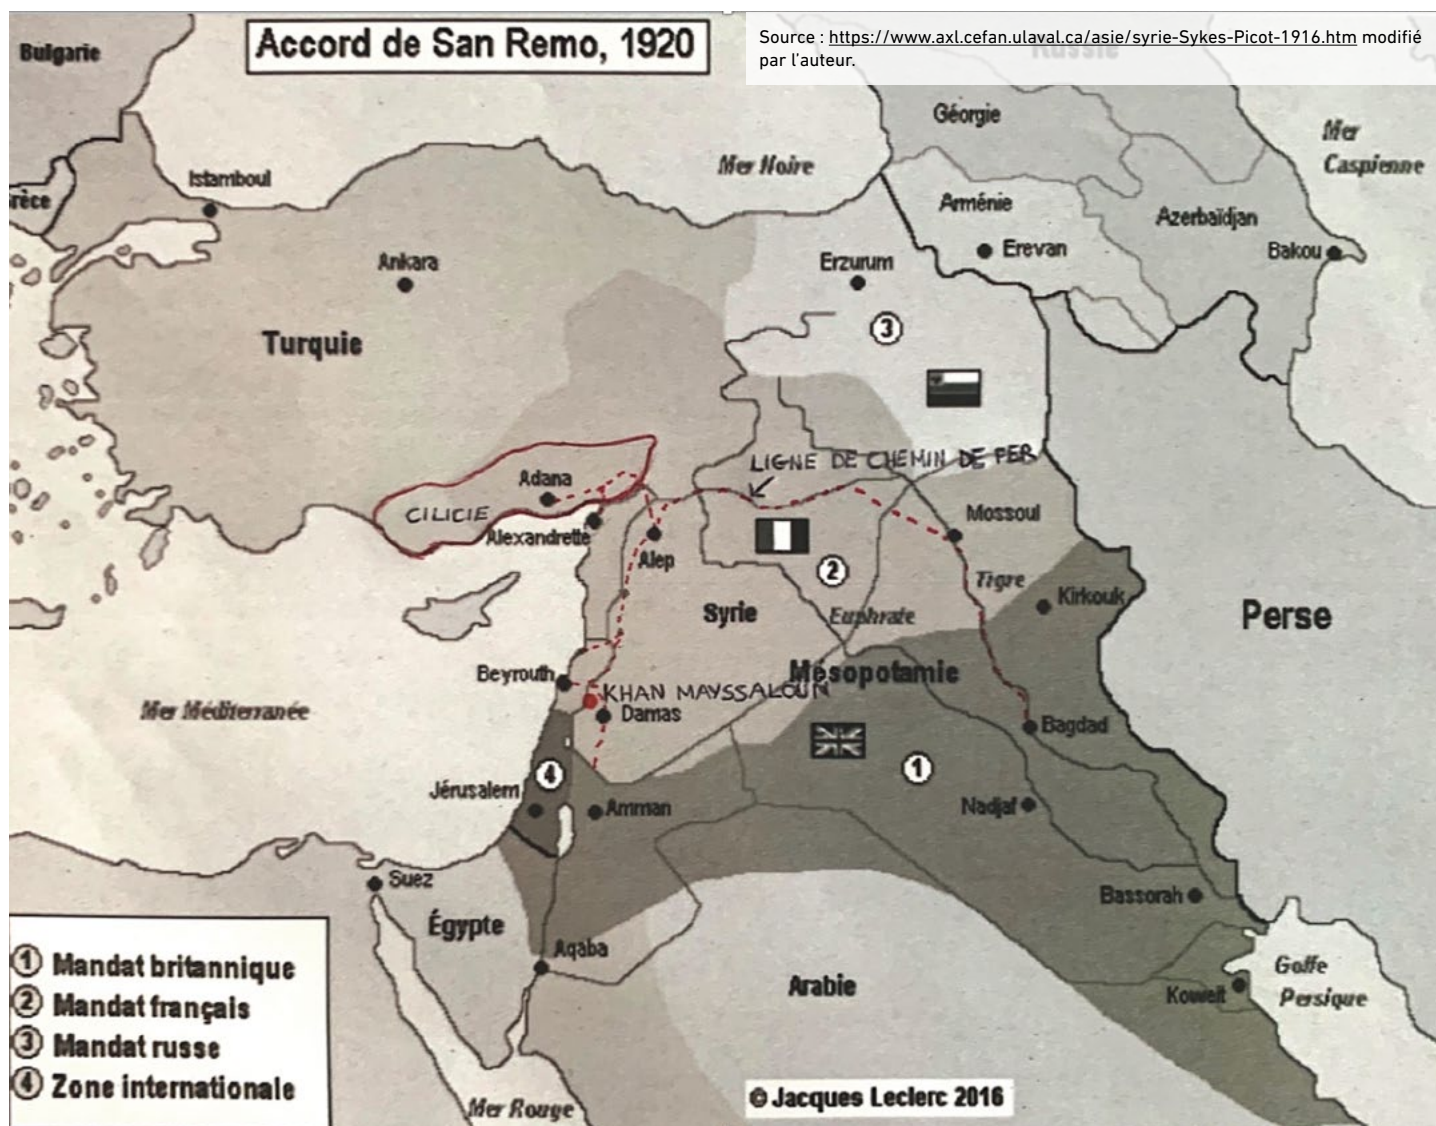 Accord de San Remo, 1920
Source : https://www.axl.cefan.ulaval.ca/asie/syrie-Sykes-Picot-1916.htm modifié
par l'auteur.
Bulgarie
Russie
Géorgie
Mer
Caspienne
Mer Noire
Istamboul
rèce
Arménie
Azerbaïdjan
Erevan
Bakou
Ankara
Erzurum
3
Turquie
LIGNE DE CHEMIN DE FER
Adana
CILICIE
Alexandrette
Mossoul
Alep
2
Tigre
Kirkouk
Syrie
Euphrate
Perse
Beyrouth
Mésopotamie
KHAN MAYSSALOUN
Mer Méditerranée
Damas
Bagdad
4
1
Jérusalem
Amman
Nadjaf
Suez
Bassorah
Égypte
Aqaba
Arabie
Koweït
Golfe
Persique
1 Mandat britannique
2 Mandat français
3 Mandat russe
4 Zone internationale
Mer Rouge
© Jacques Leclerc 2016